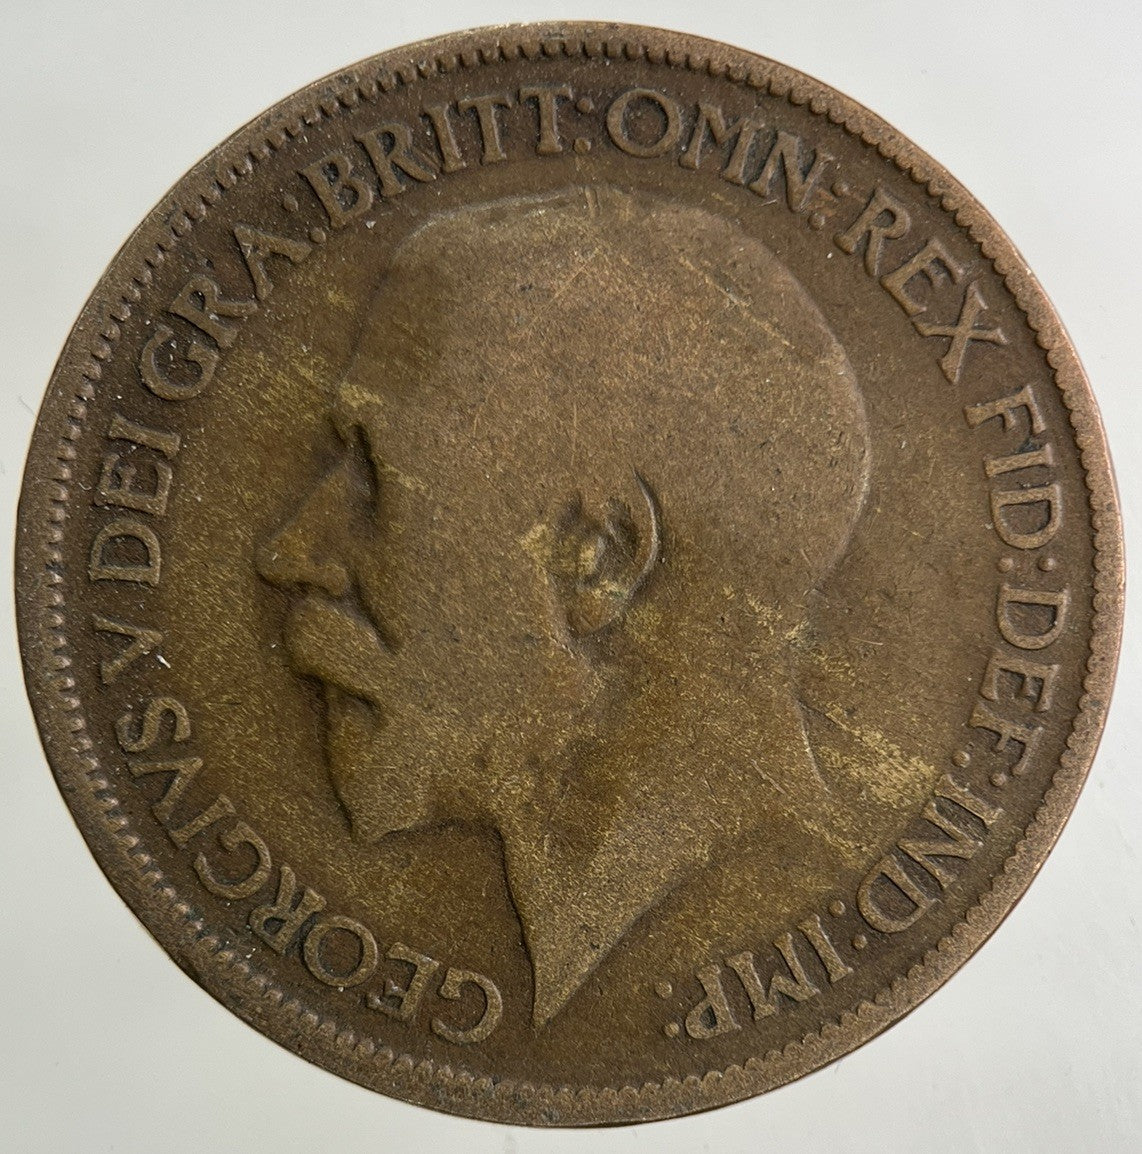 GEORGIVS V DEI GRA: BRITT: OMN: REX FID: DEF: IND: IMP: